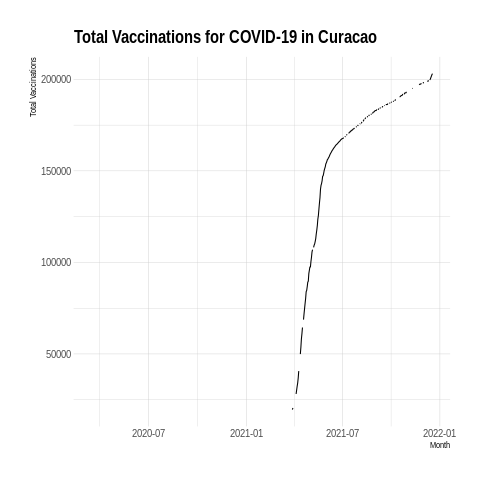 Total Vaccinations for COVID-19 in Curacao
Total Vaccinations
200000
150000
100000
50000
2020-07 2021-01 2021-07 2022-01
Month